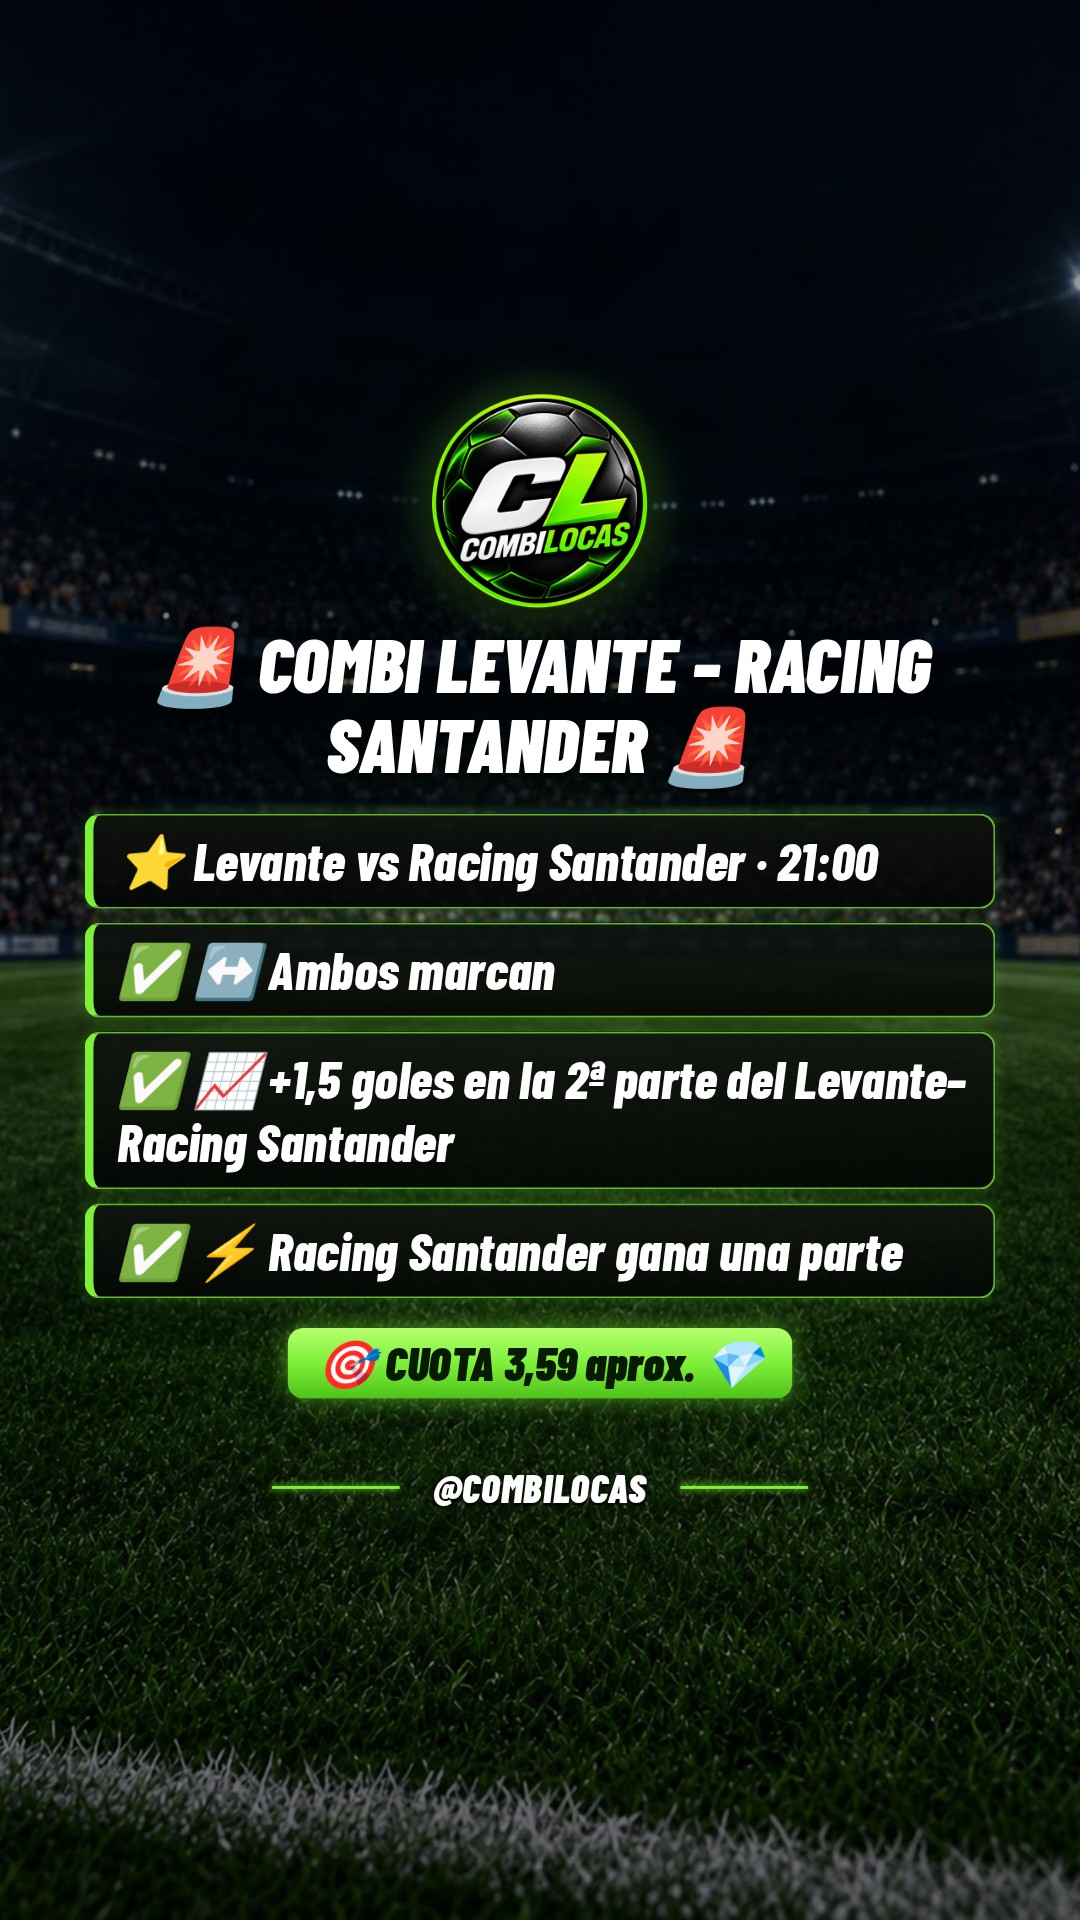 CL
COMBILOCAS
🚨 COMBI LEVANTE – RACING
SANTANDER 🚨
⭐ Levante vs Racing Santander · 21:00
✅ ↔️ Ambos marcan
✅ 📈 +1,5 goles en la 2ª parte del Levante–
Racing Santander
✅ ⚡ Racing Santander gana una parte
🎯 CUOTA 3,59 aprox. 💎
@COMBILOCAS